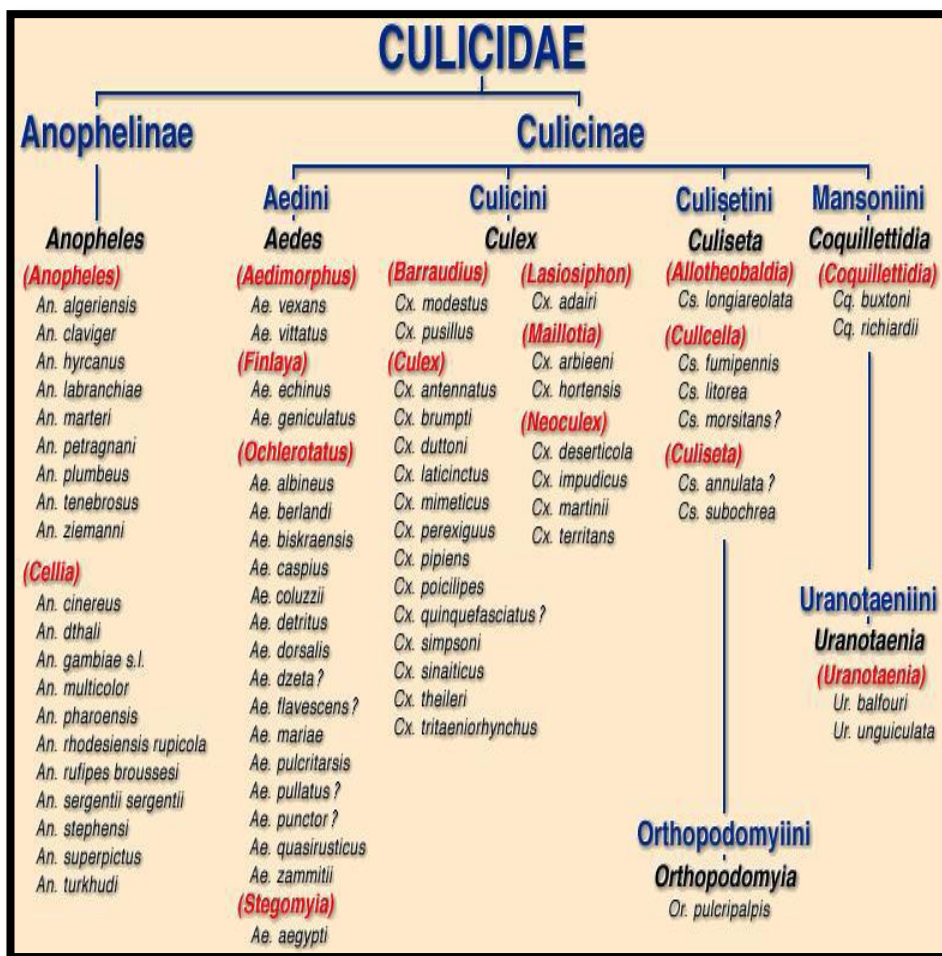 CULICIDAE
Anophelinae
Anopheles
(Anopheles)
An. algeriensis
An. claviger
An. hyrcanus
An. labranchiae
An. marteri
An. petragnani
An. plumbeus
An. tenebrosus
An. ziemanni
(Cellia)
An. cinereus
An. dthali
An. gambiae s.l.
An. multicolor
An. pharoensis
An. rhodesiensis rupicola
An. rufipes broussesi
An. sergentii sergentii
An. stephensi
An. superpictus
An. turkhudi
Culicinae
Aedini
Aedes
(Aedimorphus)
Ae. vexans
Ae. vittatus
(Finlaya)
Ae. echinus
Ae. geniculatus
(Ochlerotatus)
Ae. albineus
Ae. berlandi
Ae. biskraensis
Ae. caspius
Ae. coluzzii
Ae. detritus
Ae. dorsalis
Ae. dzeta ?
Ae. flavescens ?
Ae. mariae
Ae. pulcritarsis
Ae. pullatus ?
Ae. punctor ?
Ae. quasirusticus
Ae. zammitii
(Stegomyia)
Ae. aegypti
Culicini
Culex
(Barraudius)
Cx. modestus
Cx. pusillus
(Culex)
Cx. antennatus
Cx. brumpti
Cx. duttoni
Cx. laticinctus
Cx. mimeticus
Cx. perexiguus
Cx. pipiens
Cx. poicilipes
Cx. quinquefasciatus ?
Cx. simpsoni
Cx. sinaiticus
Cx. theileri
Cx. tritaeniorhynchus
(Lasiosiphon)
Cx. adairi
(Maillotia)
Cx. arbieeni
Cx. hortensis
(Neoculex)
Cx. deserticola
Cx. impudicus
Cx. martinii
Cx. territans
Culisetini
Culiseta
(Allotheobaldia)
Cs. longiareolata
(Cullcella)
Cs. fumipennis
Cs. litorea
Cs. morsitans ?
(Culiseta)
Cs. annulata ?
Cs. subochrea
Orthopodomyiini
Orthopodomyia
Or. pulcripalpis
Mansoniini
Coquillettidia
(Coquillettidia)
Cq. buxtoni
Cq. richiardii
Uranotaeniini
Uranotaenia
(Uranotaenia)
Ur. balfouri
Ur. unguiculata